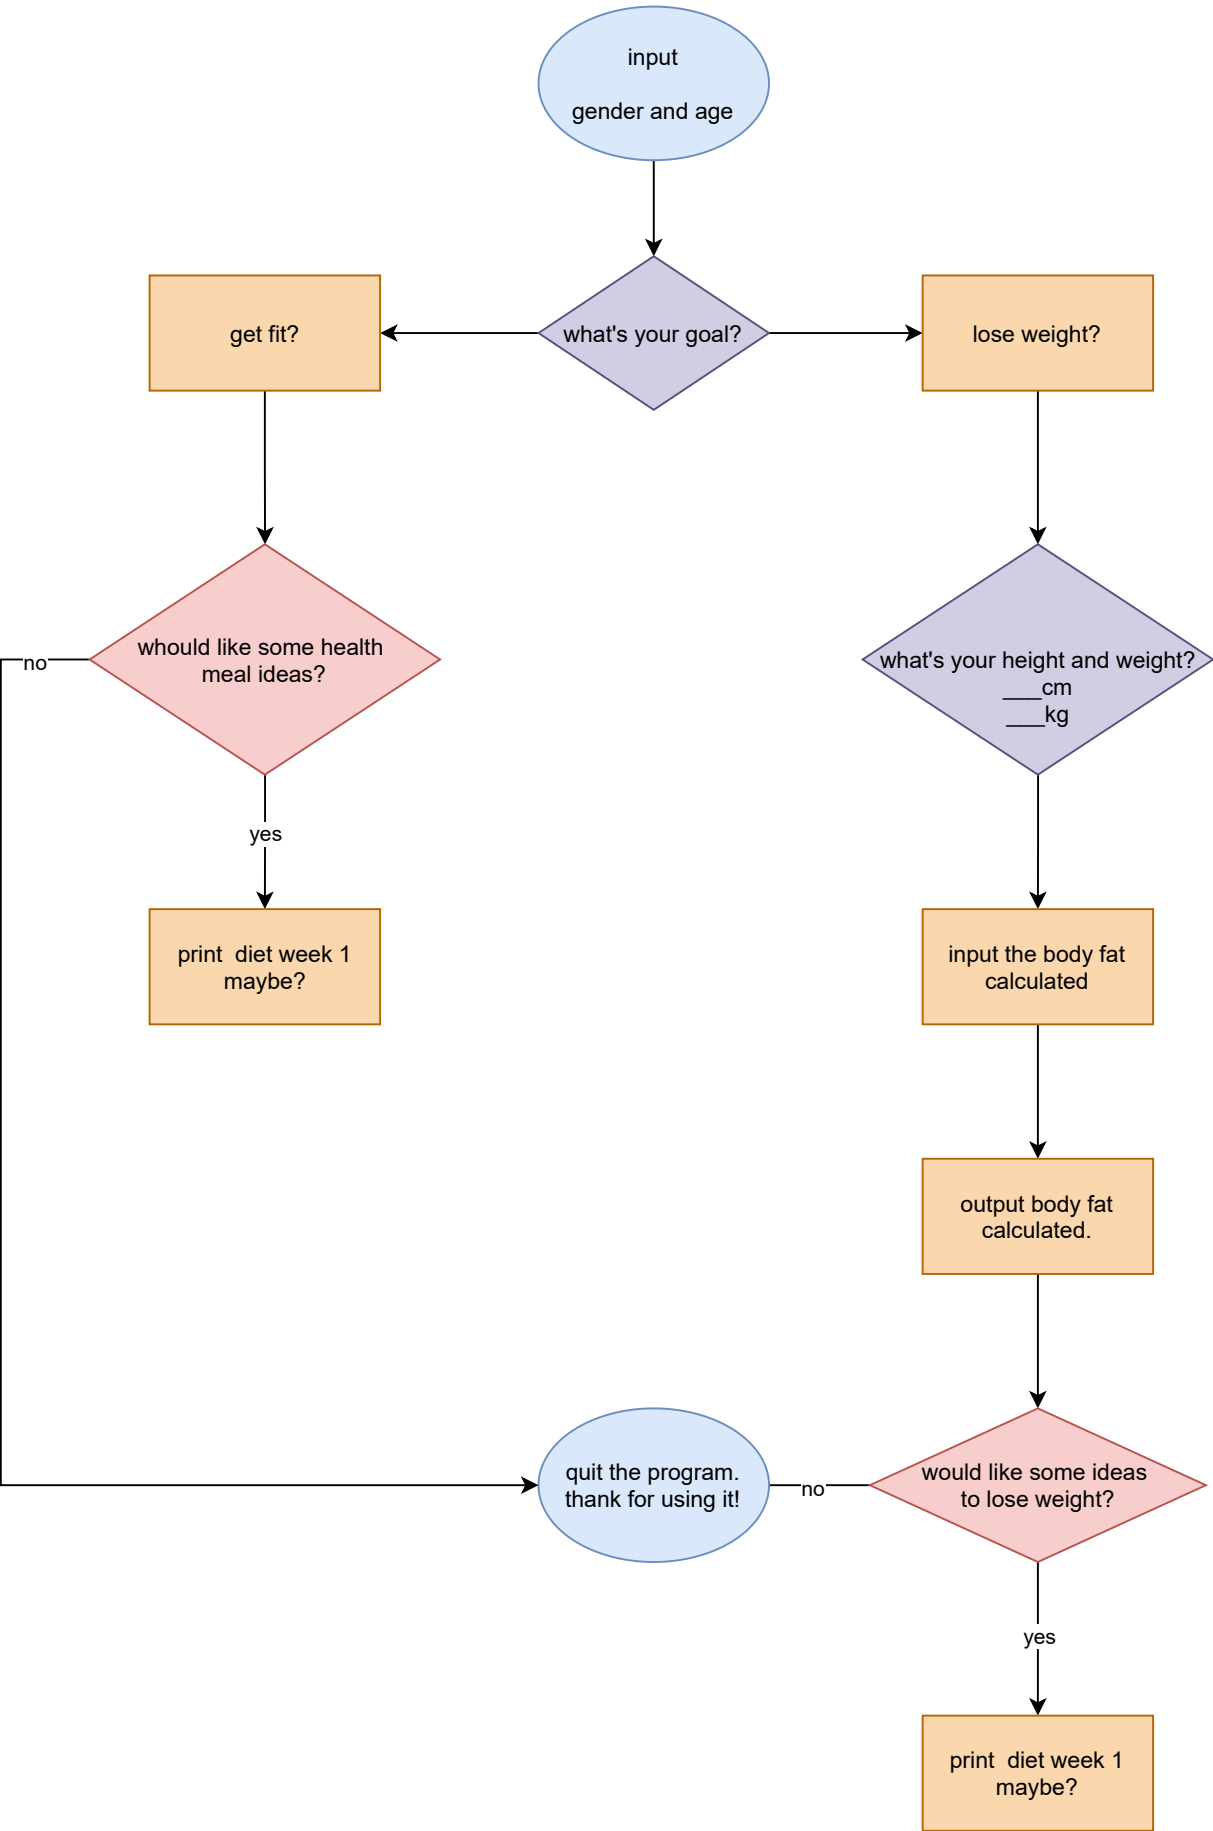 input
gender and age
get fit?
what's your goal?
lose weight?
whould like some health
meal ideas?
no
what's your height and weight?
___cm
___kg
yes
print  diet week 1
maybe?
input the body fat
calculated
output body fat
calculated.
quit the program.
thank for using it!
no
would like some ideas
to lose weight?
yes
print  diet week 1
maybe?